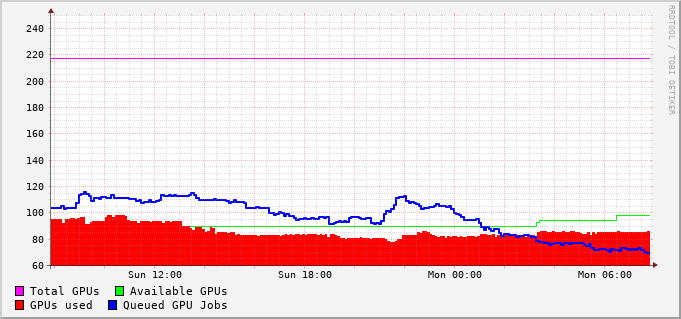 RRDTOOL / TOBI OETIKER
240
220
200
180
160
140
120
100
80
60
Sun 12:00 Sun 18:00 Mon 00:00 Mon 06:00
Total GPUs Available GPUs
GPUs used Queued GPU Jobs